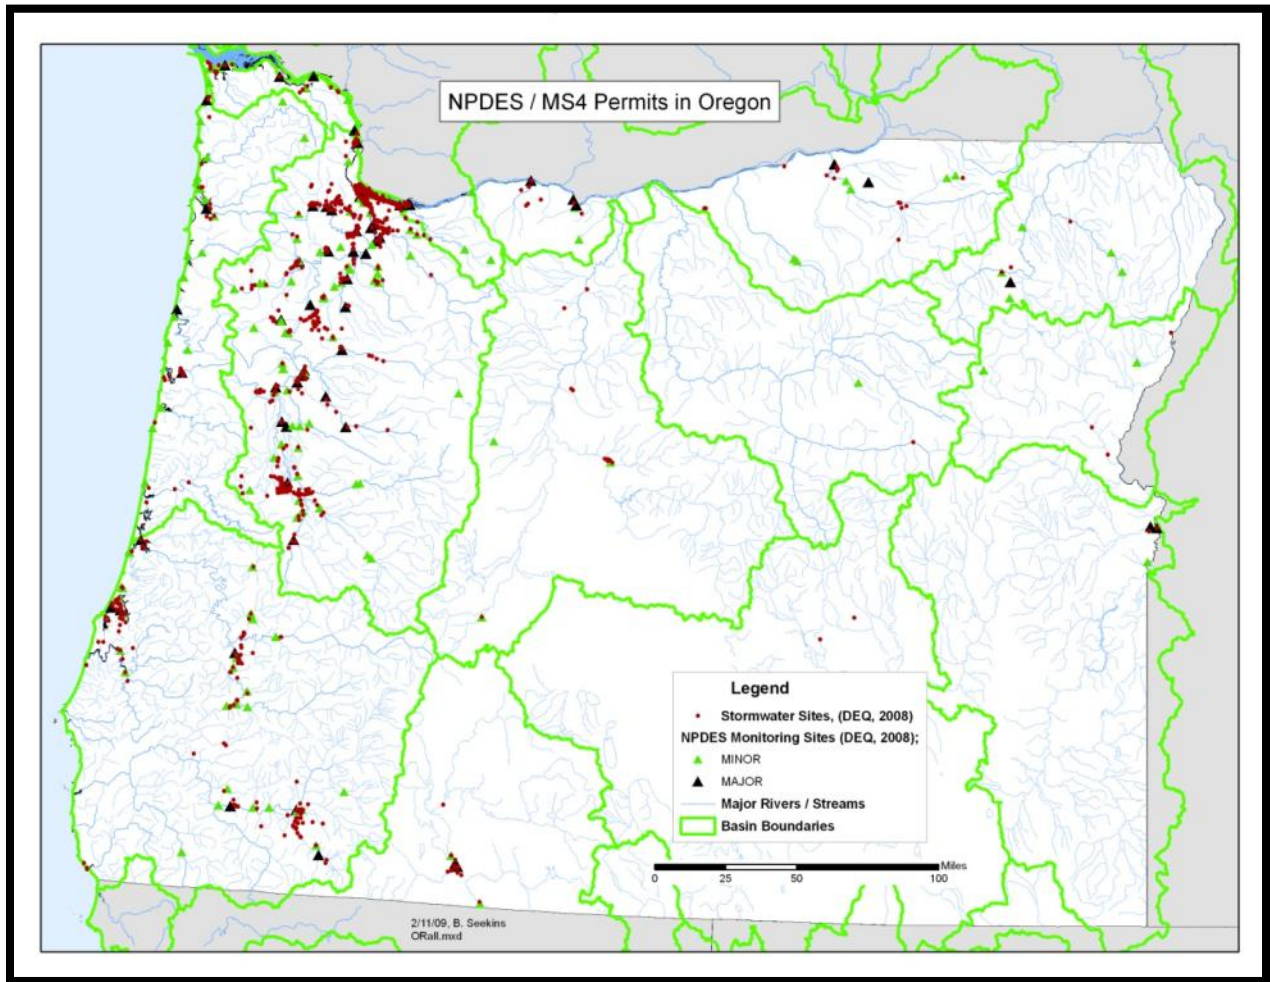 NPDES / MS4 Permits in Oregon
Legend
Stormwater Sites, (DEQ, 2008)
NPDES Monitoring Sites (DEQ, 2008);
MINOR
MAJOR
Major Rivers / Streams
Basin Boundaries
Miles
0 25 50 100
2/11/09, B. Seekins
ORall.mxd